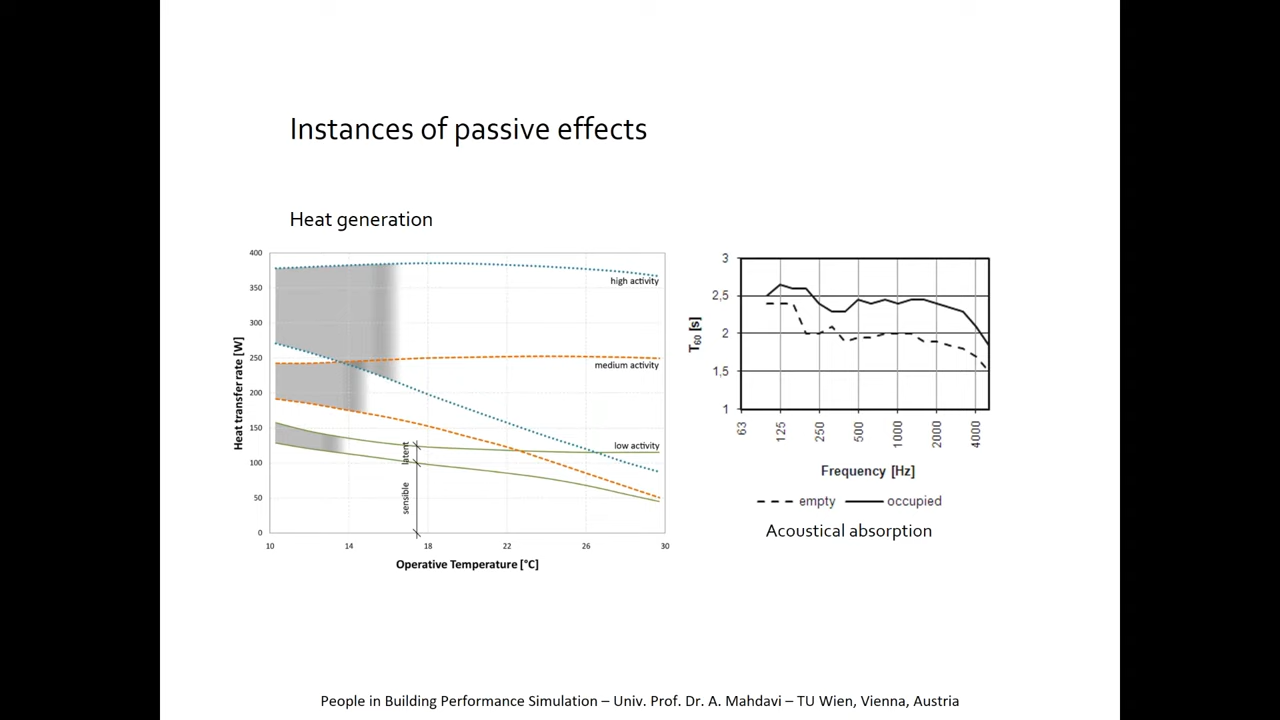 Instances of passive effects
Heat generation
Heat transfer rate [W]
400
350
300
250
200
150
100
50
0
high activity
medium activity
low activity
latent
sensible
10 14 18 22 26 30
Operative Temperature [°C]
T60 [s]
3
2,5
2
1,5
1
63 125 250 500 1000 2000 4000
Frequency [Hz]
empty occupied
Acoustical absorption
People in Building Performance Simulation – Univ. Prof. Dr. A. Mahdavi – TU Wien, Vienna, Austria